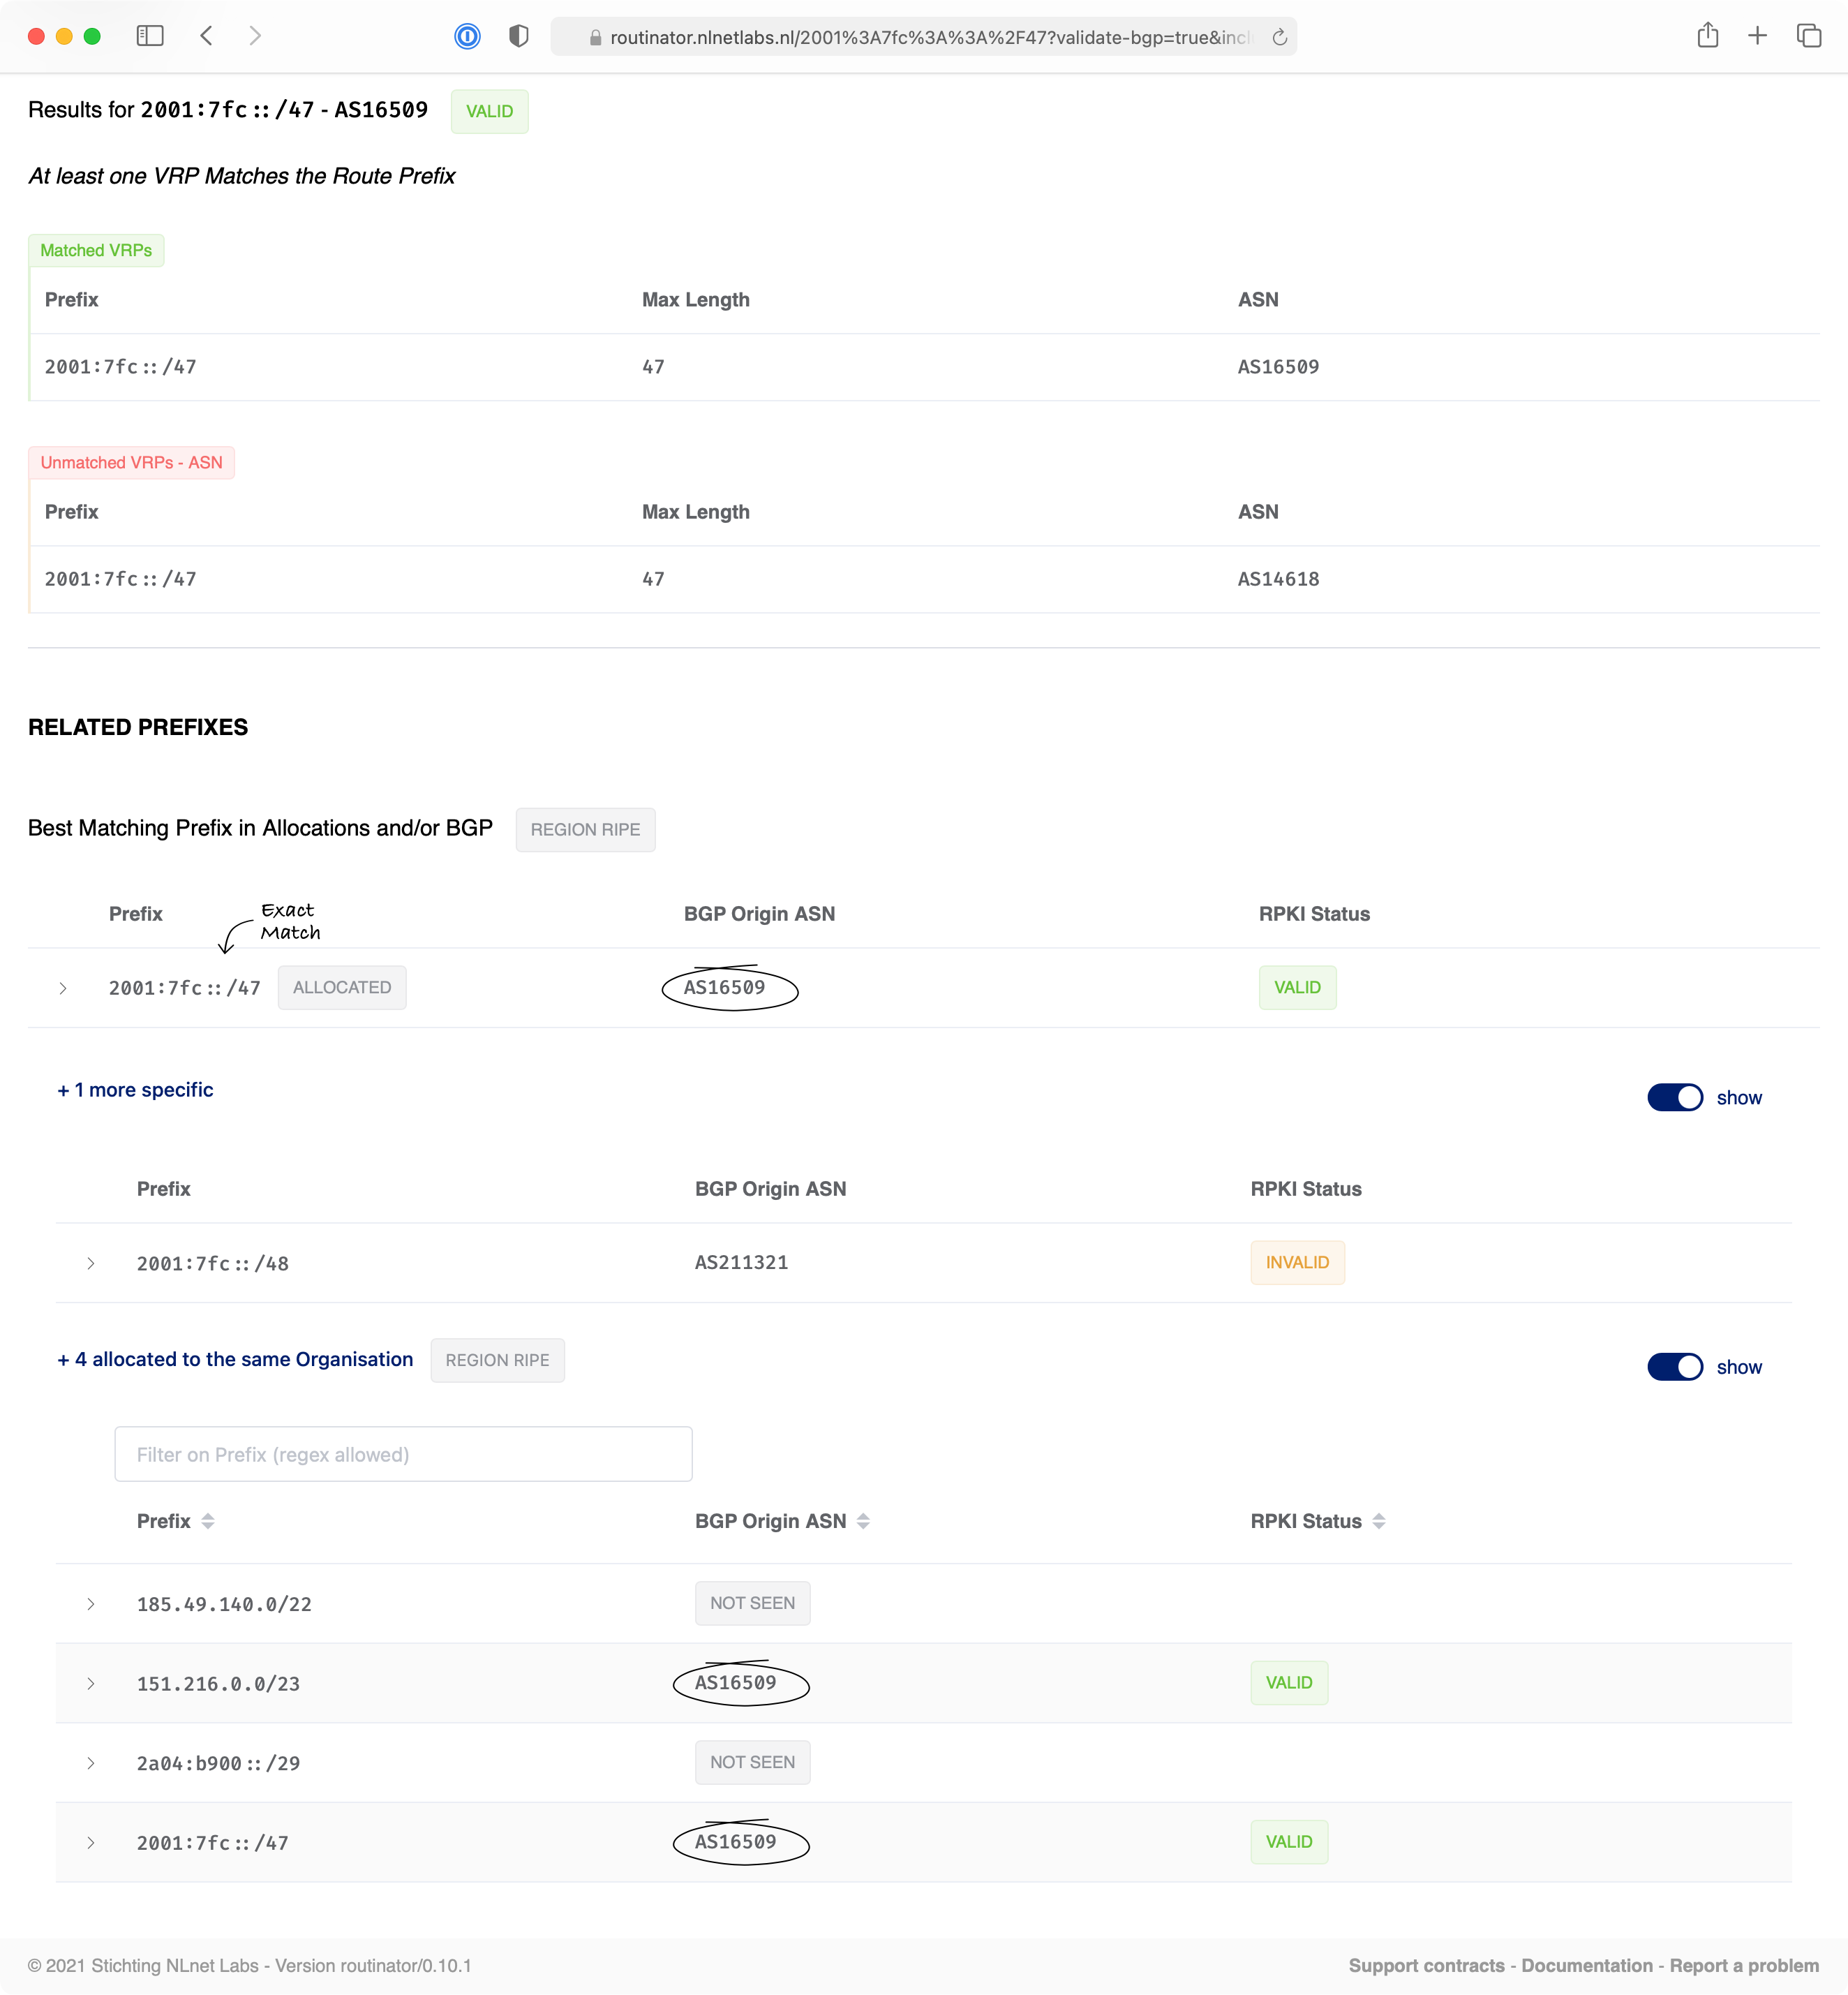 routinator.nlnetlabs.nl/2001%3A7fc%3A%3A%2F47?validate-bgp=true&incl
Results for 2001:7fc::/47 - AS16509 VALID
At least one VRP Matches the Route Prefix
Matched VRPs
Prefix Max Length ASN
2001:7fc::/47 47 AS16509
Unmatched VRPs - ASN
Prefix Max Length ASN
2001:7fc::/47 47 AS14618
RELATED PREFIXES
Best Matching Prefix in Allocations and/or BGP REGION RIPE
Prefix BGP Origin ASN RPKI Status
Exact
Match
2001:7fc::/47 ALLOCATED AS16509 VALID
+ 1 more specific show
Prefix BGP Origin ASN RPKI Status
2001:7fc::/48 AS211321 INVALID
+ 4 allocated to the same Organisation REGION RIPE show
Filter on Prefix (regex allowed)
Prefix BGP Origin ASN RPKI Status
185.49.140.0/22 NOT SEEN
151.216.0.0/23 AS16509 VALID
2a04:b900::/29 NOT SEEN
2001:7fc::/47 AS16509 VALID
© 2021 Stichting NLnet Labs - Version routinator/0.10.1 Support contracts - Documentation - Report a problem